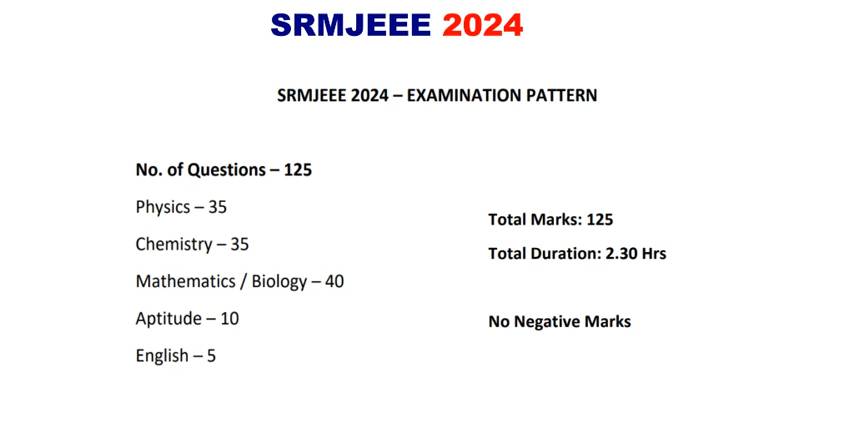 SRMJEEE 2024
SRMJEEE 2024 – EXAMINATION PATTERN
No. of Questions – 125
Physics – 35
Chemistry – 35
Mathematics / Biology – 40
Aptitude – 10
English – 5
Total Marks: 125
Total Duration: 2.30 Hrs
No Negative Marks